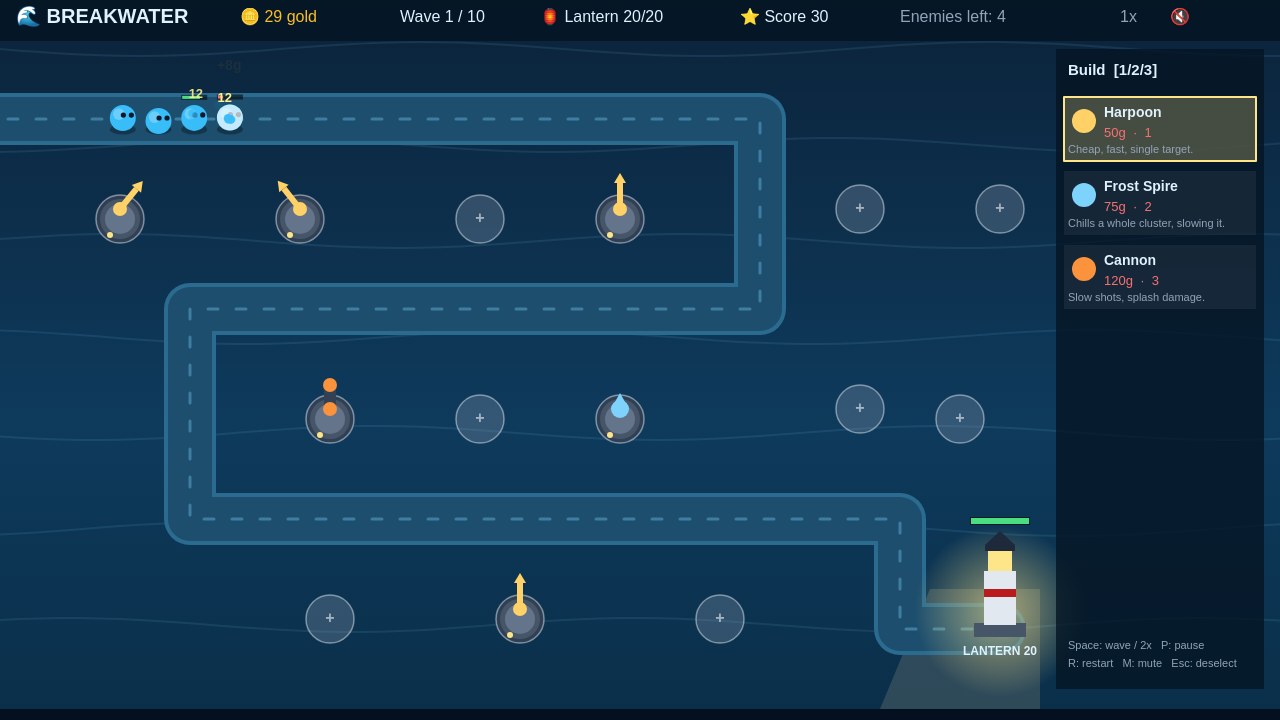 🌊 BREAKWATER
🪙 29 gold
Wave 1 / 10
🏮 Lantern 20/20
⭐ Score 30
Enemies left: 4
1x
🔇
+8g
12
12
Build [1/2/3]
Harpoon
50g · 1
Cheap, fast, single target.
Frost Spire
75g · 2
Chills a whole cluster, slowing it.
Cannon
120g · 3
Slow shots, splash damage.
+
+
+
+
+
+
+
+
LANTERN 20
Space: wave / 2x P: pause
R: restart M: mute Esc: deselect